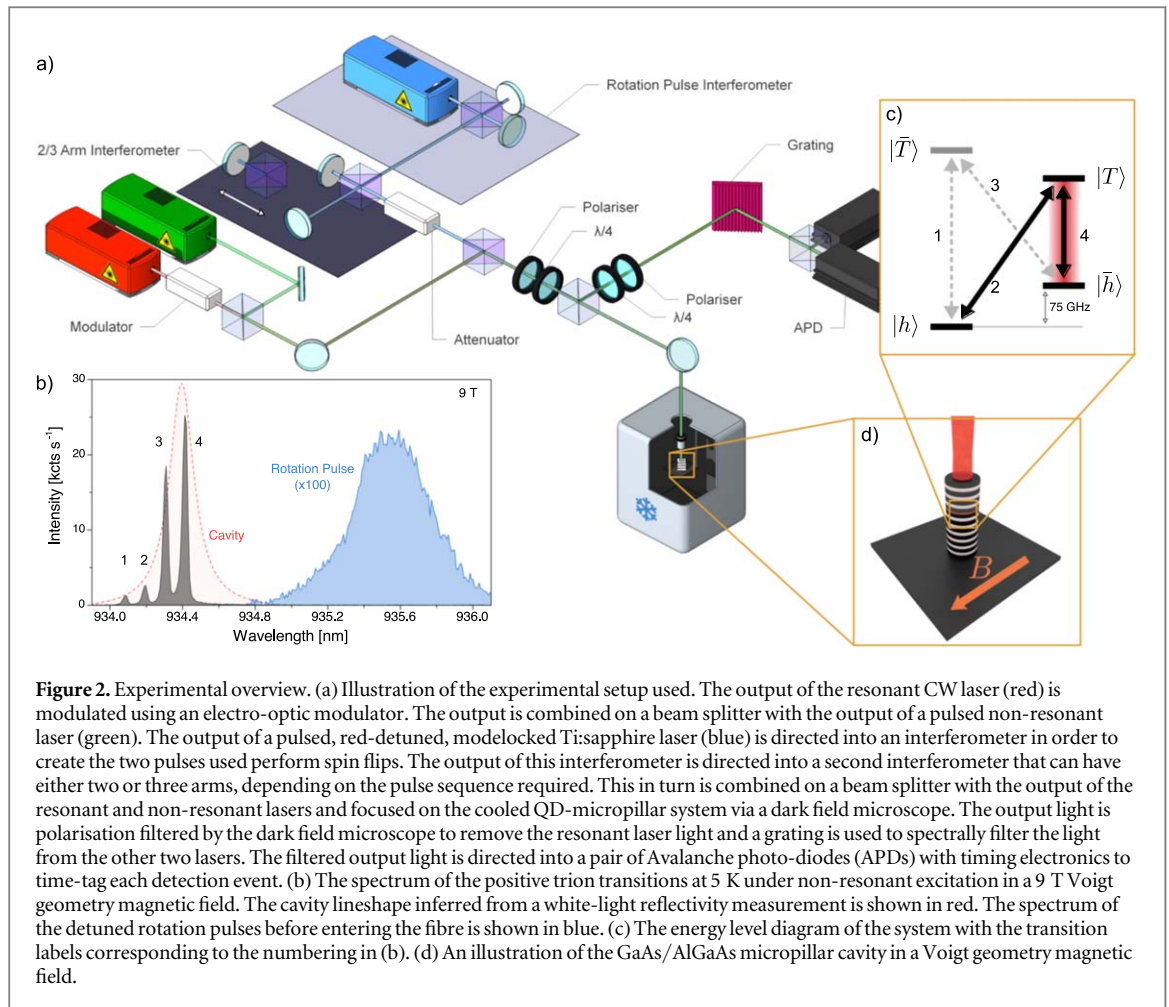 a)
Rotation Pulse Interferometer
2/3 Arm Interferometer
Grating
Polariser
λ/4
Polariser
λ/4
Modulator
Attenuator
APD
c)
|T̄⟩
|T⟩
3
1
4
2
|h̄⟩
75 GHz
|h⟩
b)
30
20
10
0
Intensity [kcts s⁻¹]
9 T
3
4
1
2
Rotation Pulse
(x100)
Cavity
934.0
934.4
934.8
935.2
935.6
936.0
Wavelength [nm]
d)
B
Figure 2. Experimental overview. (a) Illustration of the experimental setup used. The output of the resonant CW laser (red) is
modulated using an electro-optic modulator. The output is combined on a beam splitter with the output of a pulsed non-resonant
laser (green). The output of a pulsed, red-detuned, modelocked Ti:sapphire laser (blue) is directed into an interferometer in order to
create the two pulses used perform spin flips. The output of this interferometer is directed into a second interferometer that can have
either two or three arms, depending on the pulse sequence required. This in turn is combined on a beam splitter with the output of the
resonant and non-resonant lasers and focused on the cooled QD-micropillar system via a dark field microscope. The output light is
polarisation filtered by the dark field microscope to remove the resonant laser light and a grating is used to spectrally filter the light
from the other two lasers. The filtered output light is directed into a pair of Avalanche photo-diodes (APDs) with timing electronics to
time-tag each detection event. (b) The spectrum of the positive trion transitions at 5 K under non-resonant excitation in a 9 T Voigt
geometry magnetic field. The cavity lineshape inferred from a white-light reflectivity measurement is shown in red. The spectrum of
the detuned rotation pulses before entering the fibre is shown in blue. (c) The energy level diagram of the system with the transition
labels corresponding to the numbering in (b). (d) An illustration of the GaAs/AlGaAs micropillar cavity in a Voigt geometry magnetic
field.